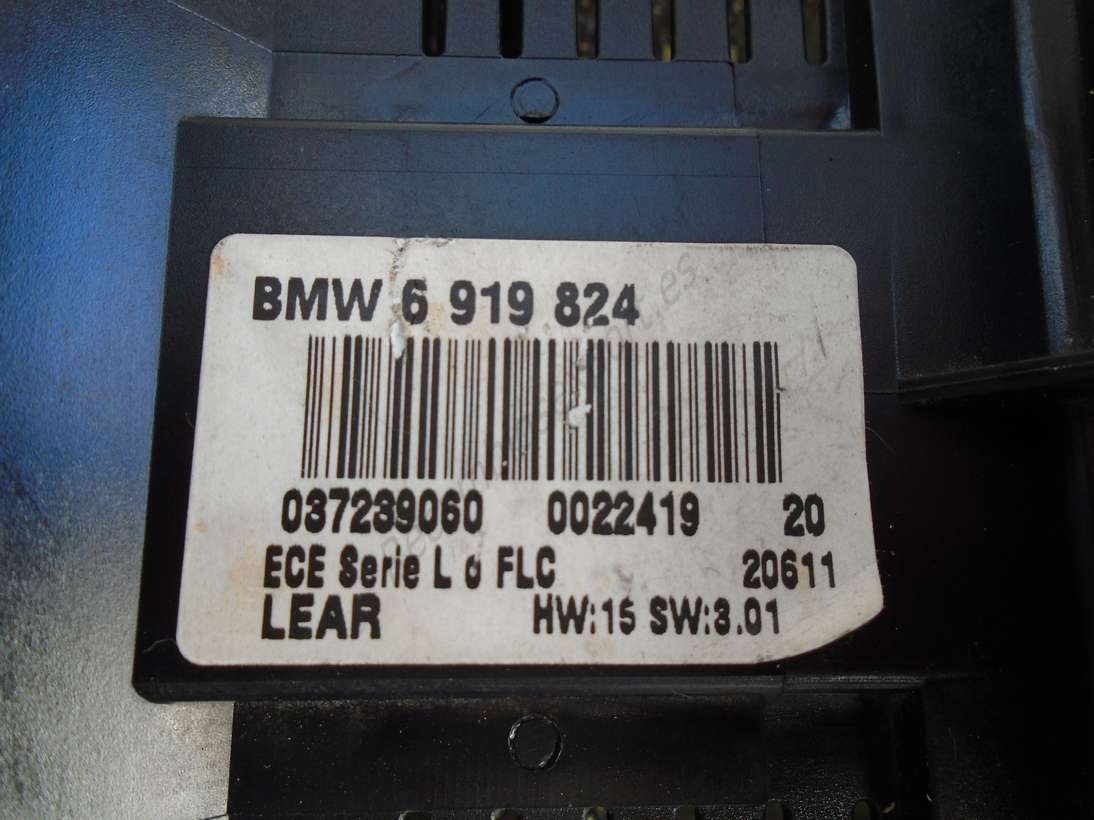 BMW 6 919 824
037239060 0022419 20
ECE Serie L o FLC 20611
LEAR HW:15 SW:3.01